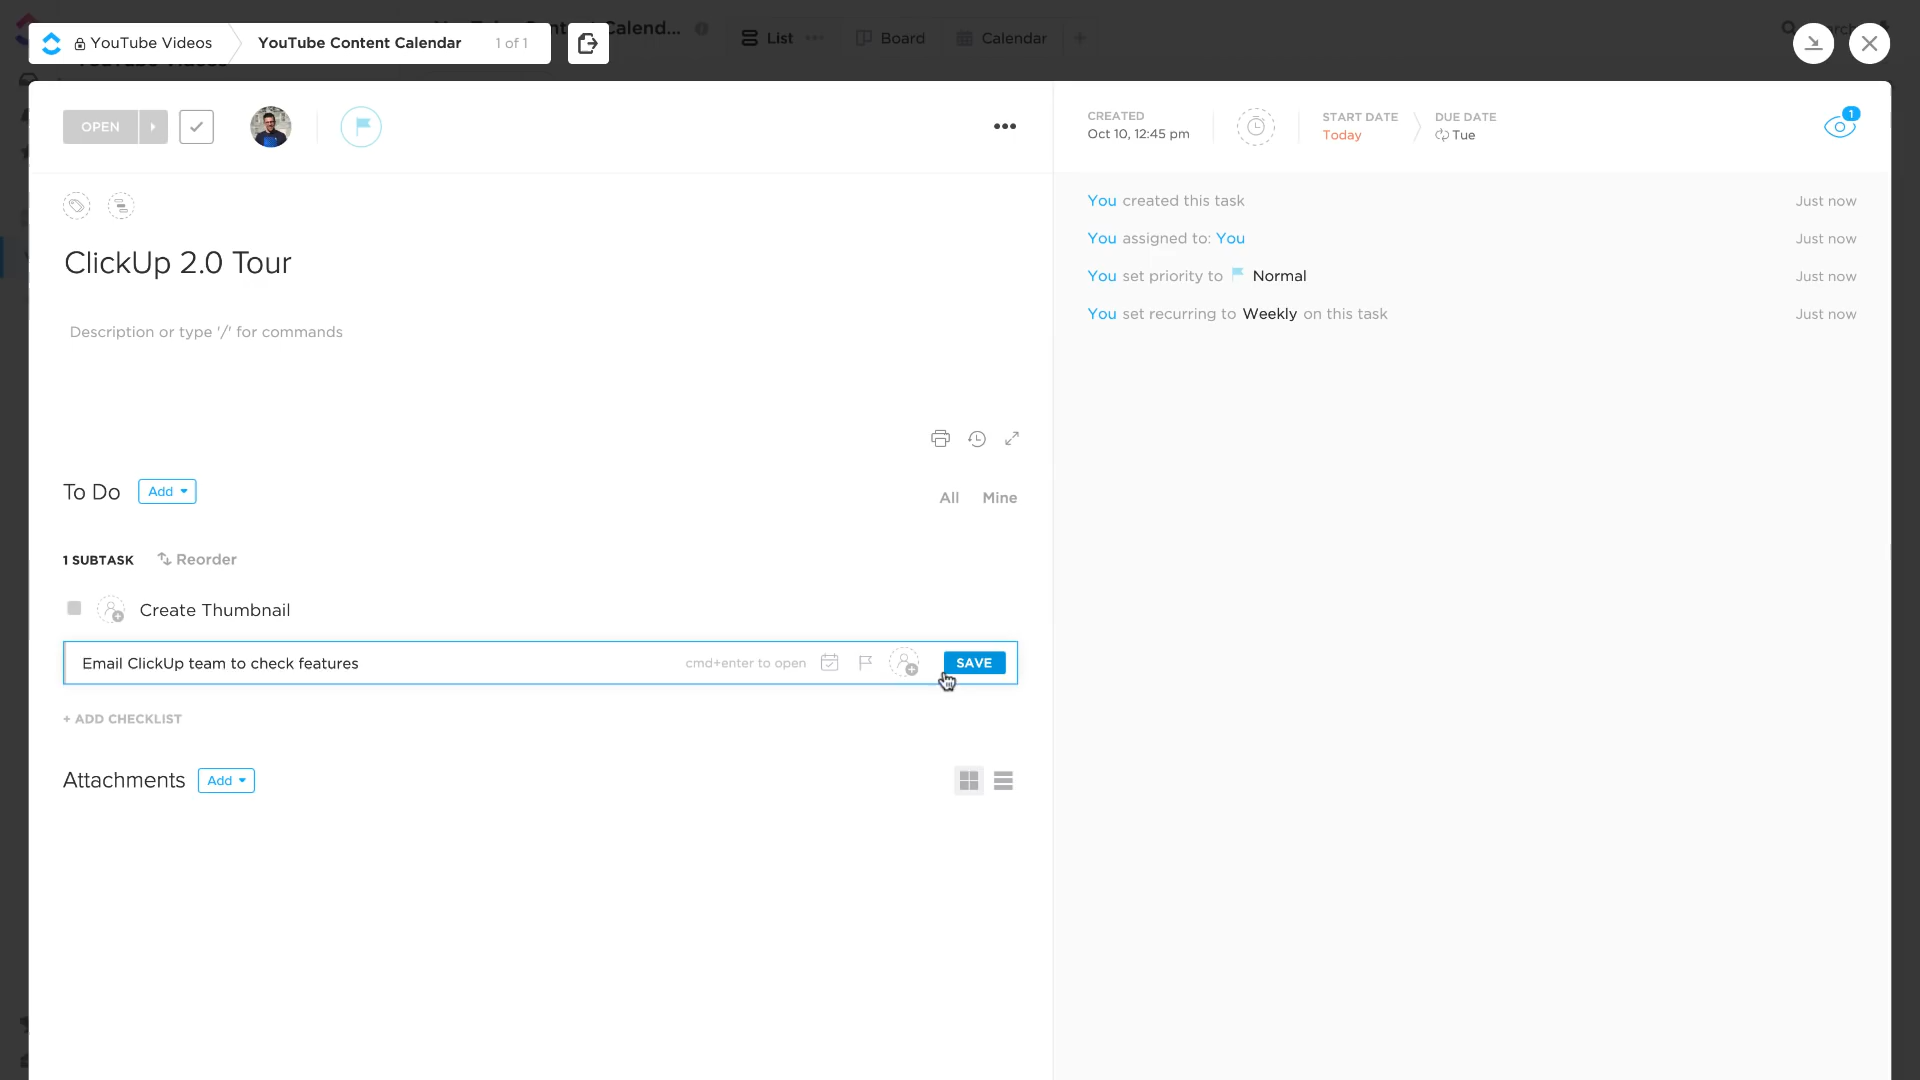 YouTube Videos
YouTube Content Calendar
1 of 1
List
Board
Calendar
OPEN
CREATED
Oct 10, 12:45 pm
START DATE
Today
DUE DATE
Tue
1
ClickUp 2.0 Tour
Description or type '/' for commands
To Do
Add
All
Mine
1 SUBTASK
Reorder
Create Thumbnail
Email ClickUp team to check features
cmd+enter to open
SAVE
+ ADD CHECKLIST
Attachments
Add
You created this task
Just now
You assigned to: You
Just now
You set priority to Normal
Just now
You set recurring to Weekly on this task
Just now